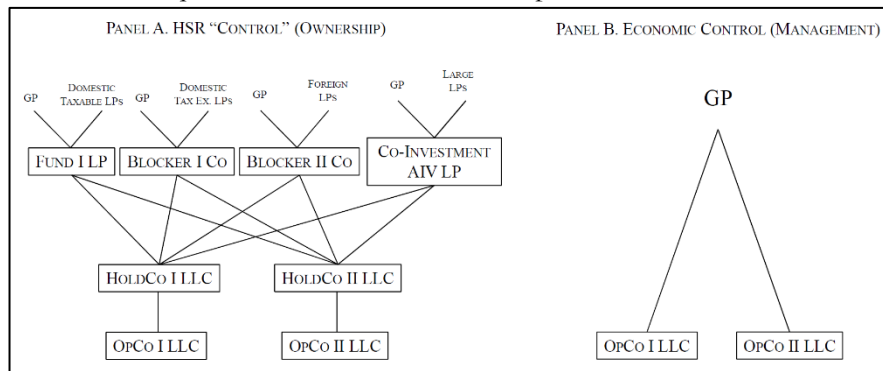 PANEL A. HSR “CONTROL” (OWNERSHIP)
GP
DOMESTIC
TAXABLE LPS
GP
DOMESTIC
TAX EX. LPS
GP
FOREIGN
LPS
GP
LARGE
LPS
FUND I LP
BLOCKER I CO
BLOCKER II CO
CO-INVESTMENT
AIV LP
HOLDCO I LLC
HOLDCO II LLC
OPCO I LLC
OPCO II LLC
PANEL B. ECONOMIC CONTROL (MANAGEMENT)
GP
OPCO I LLC
OPCO II LLC